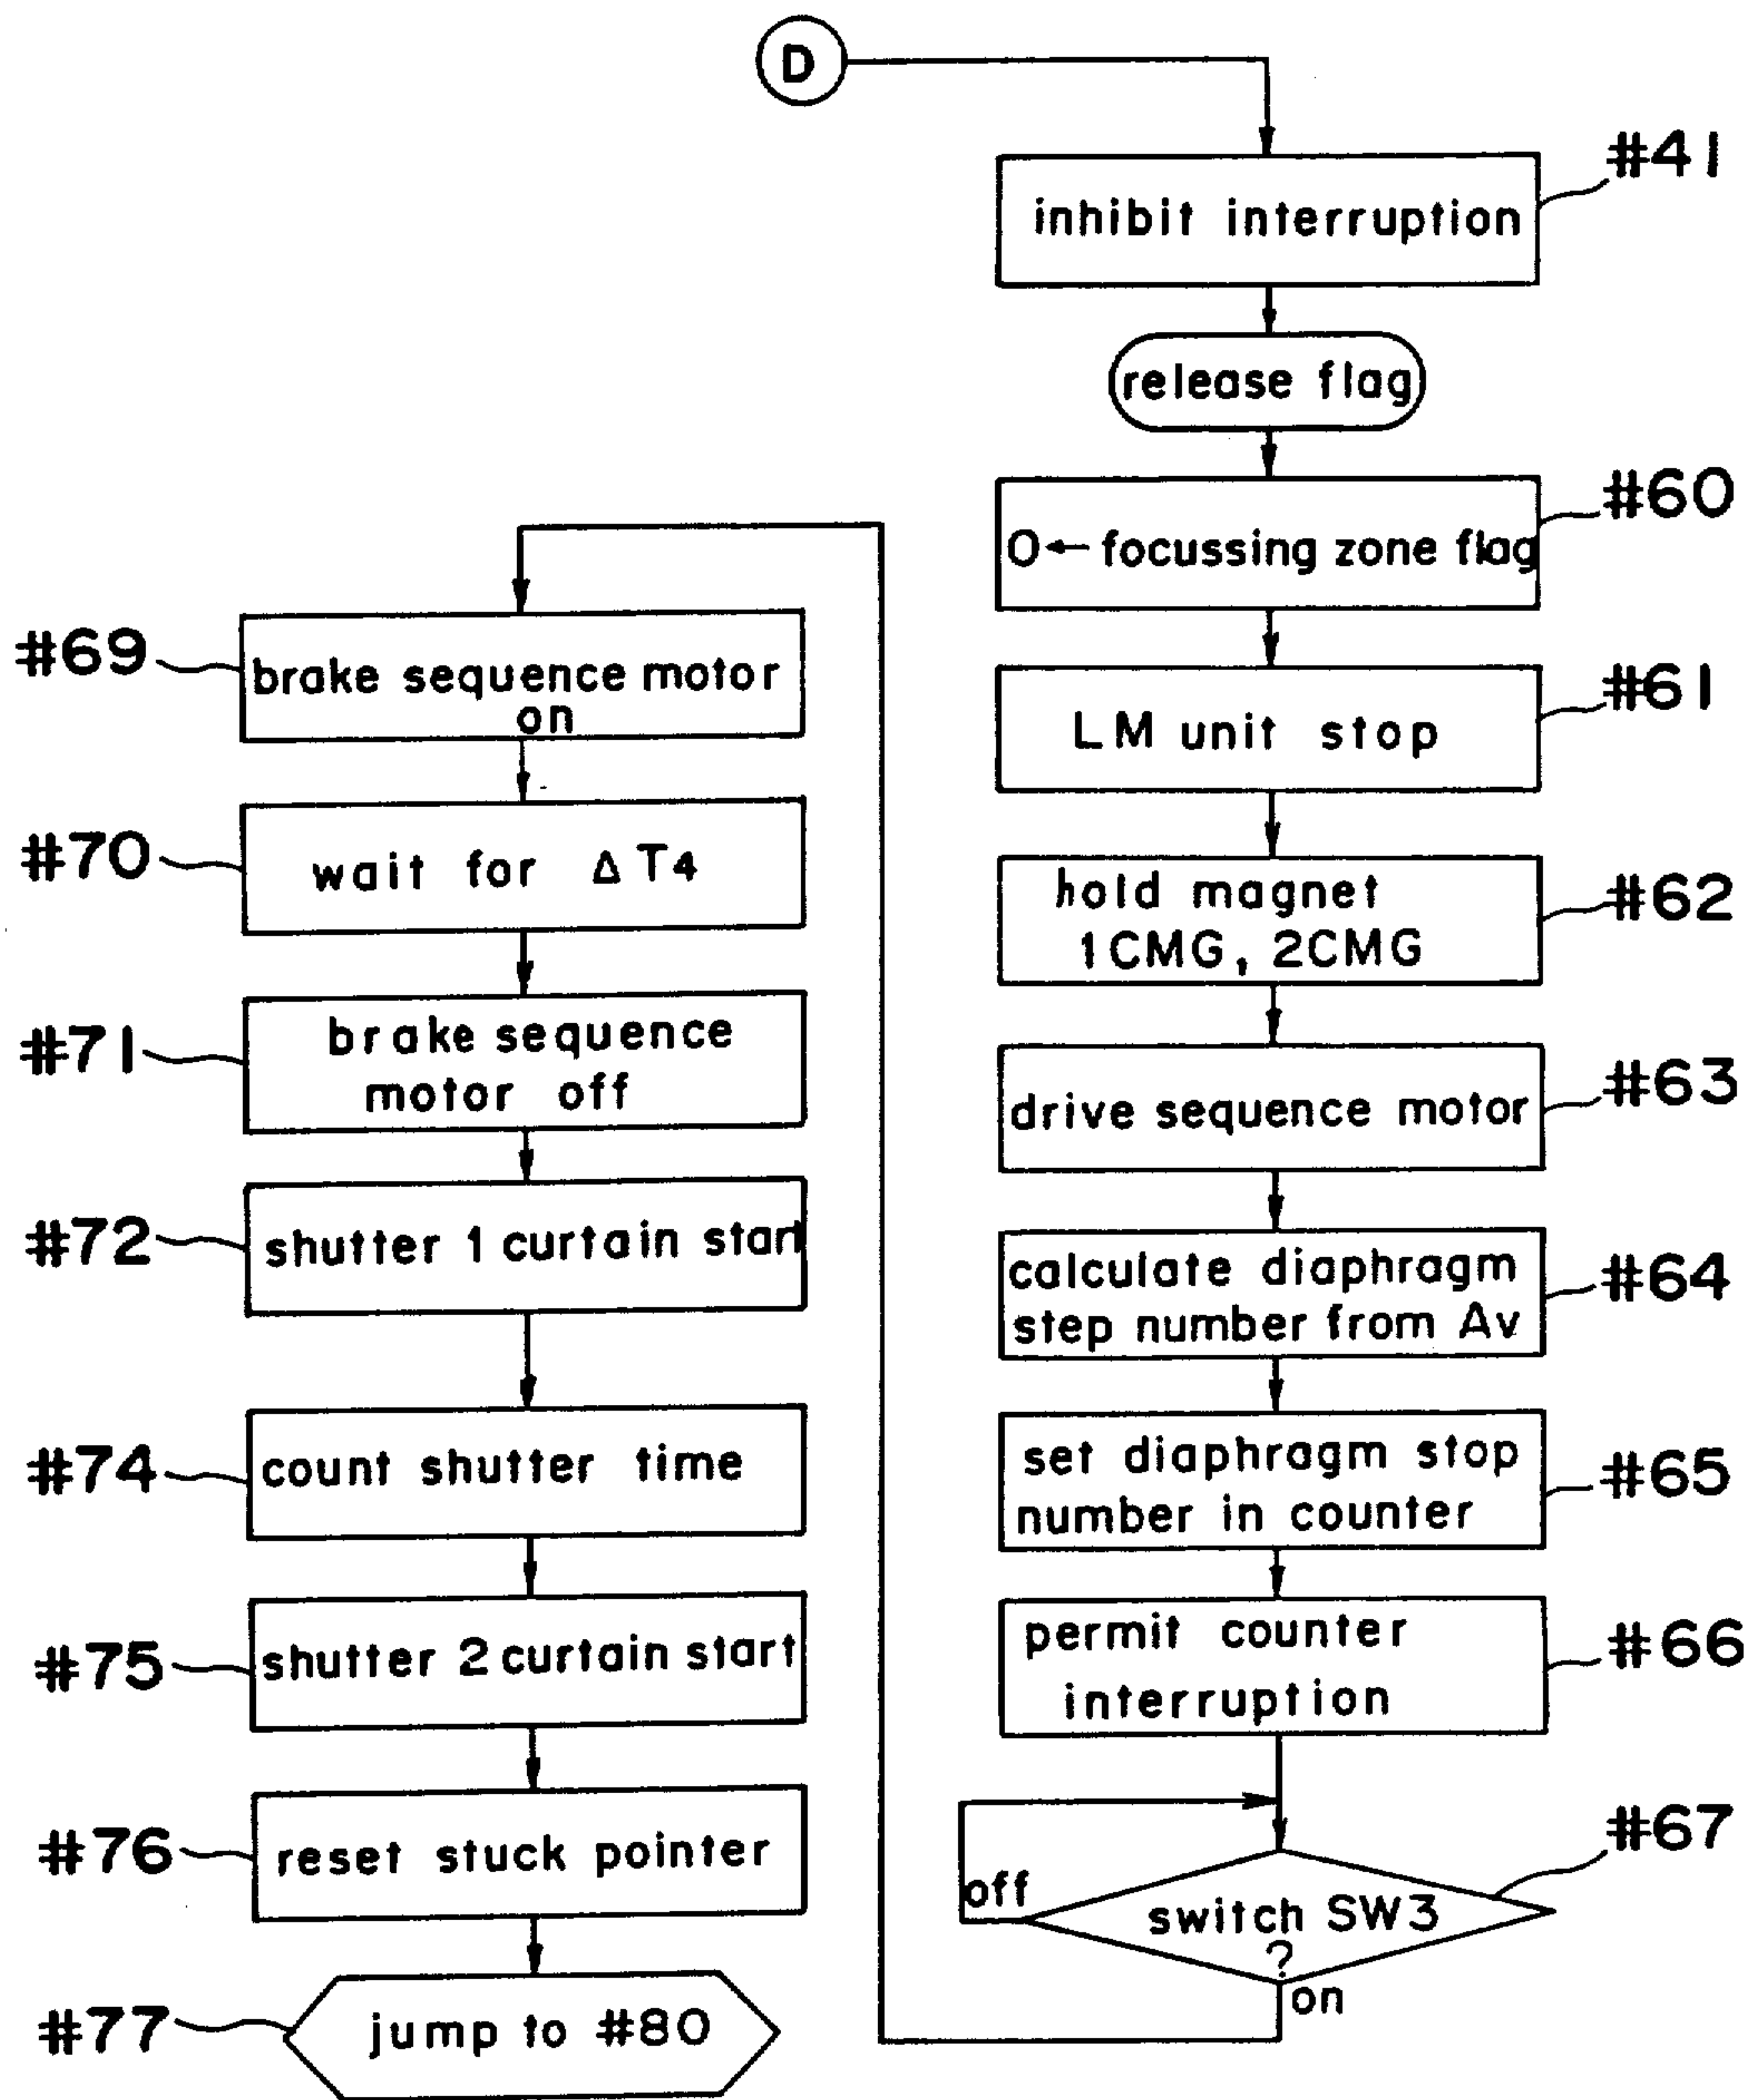 D
#41
inhibit interruption
release flag
#60
0←focussing zone flag
#61
LM unit stop
#62
hold magnet
1CMG, 2CMG
#63
drive sequence motor
#64
calculate diaphragm
step number from Av
#65
set diaphragm stop
number in counter
#66
permit counter
interruption
#67
off
switch SW3
?
on
#69
brake sequence motor
on
#70
wait for ΔT4
#71
brake sequence
motor off
#72
shutter 1 curtain start
#74
count shutter time
#75
shutter 2 curtain start
#76
reset stuck pointer
#77
jump to #80